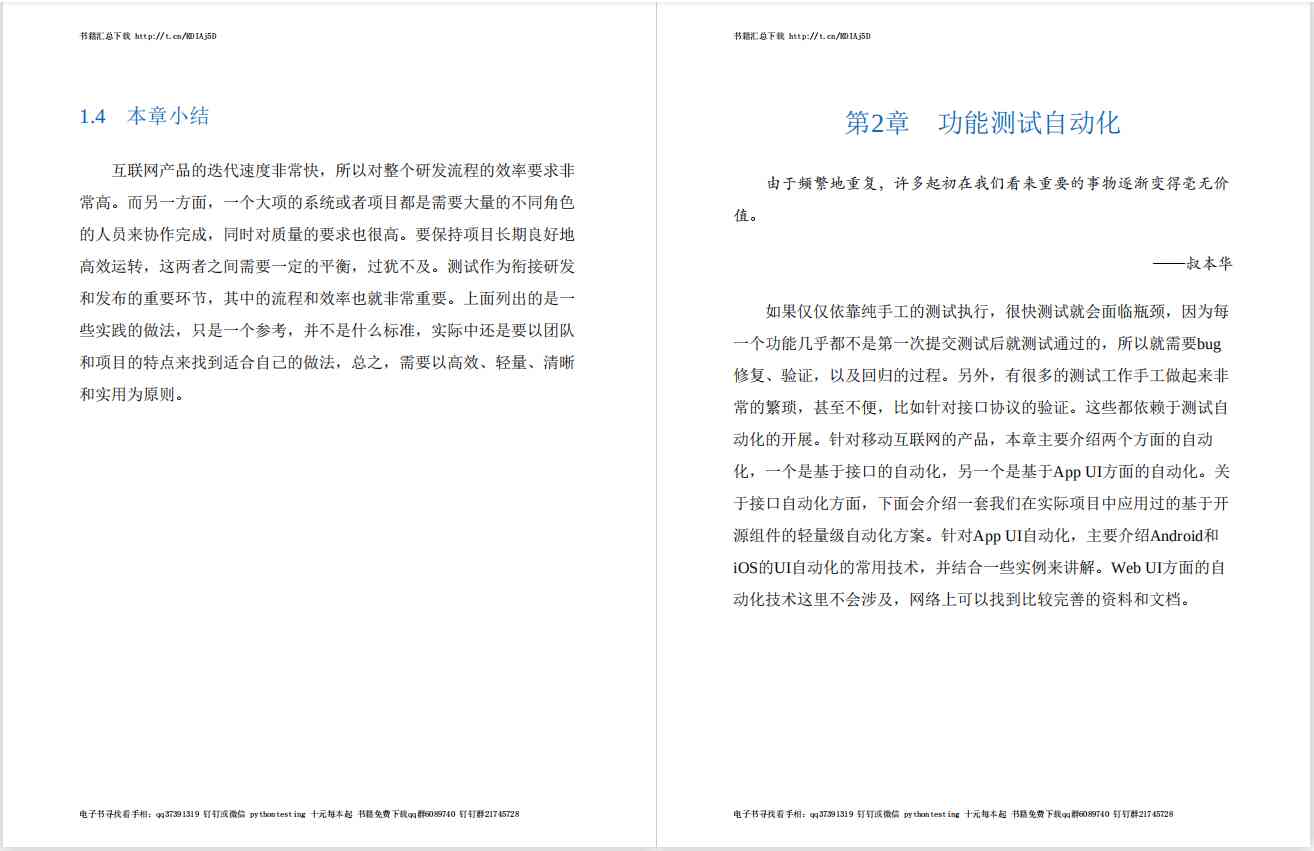 书籍汇总下载 http://t.cn/RDIAj5D
1.4 本章小结
互联网产品的迭代速度非常快，所以对整个研发流程的效率要求非
常高。而另一方面，一个大项的系统或者项目都是需要大量的不同角色
的人员来协作完成，同时对质量的要求也很高。要保持项目长期良好地
高效运转，这两者之间需要一定的平衡，过犹不及。测试作为衔接研发
和发布的重要环节，其中的流程和效率也就非常重要。上面列出的是一
些实践的做法，只是一个参考，并不是什么标准，实际中还是要以团队
和项目的特点来找到适合自己的做法，总之，需要以高效、轻量、清晰
和实用为原则。
电子书寻找看手相：qq37391319 钉钉或微信 pythontesting 十元每本起 书籍免费下载qq群6089740 钉钉群21745728
书籍汇总下载 http://t.cn/RDIAj5D
第2章 功能测试自动化
由于频繁地重复，许多起初在我们看来重要的事物逐渐变得毫无价
值。
——叔本华
如果仅仅依靠纯手工的测试执行，很快测试就会面临瓶颈，因为每
一个功能几乎都不是第一次提交测试后就测试通过的，所以就需要bug
修复、验证，以及回归的过程。另外，有很多的测试工作手工做起来非
常的繁琐，甚至不便，比如针对接口协议的验证。这些都依赖于测试自
动化的开展。针对移动互联网的产品，本章主要介绍两个方面的自动
化，一个是基于接口的自动化，另一个是基于App UI方面的自动化。关
于接口自动化方面，下面会介绍一套我们在实际项目中应用过的基于开
源组件的轻量级自动化方案。针对App UI自动化，主要介绍Android和
iOS的UI自动化的常用技术，并结合一些实例来讲解。Web UI方面的自
动化技术这里不会涉及，网络上可以找到比较完善的资料和文档。
电子书寻找看手相：qq37391319 钉钉或微信 pythontesting 十元每本起 书籍免费下载qq群6089740 钉钉群21745728